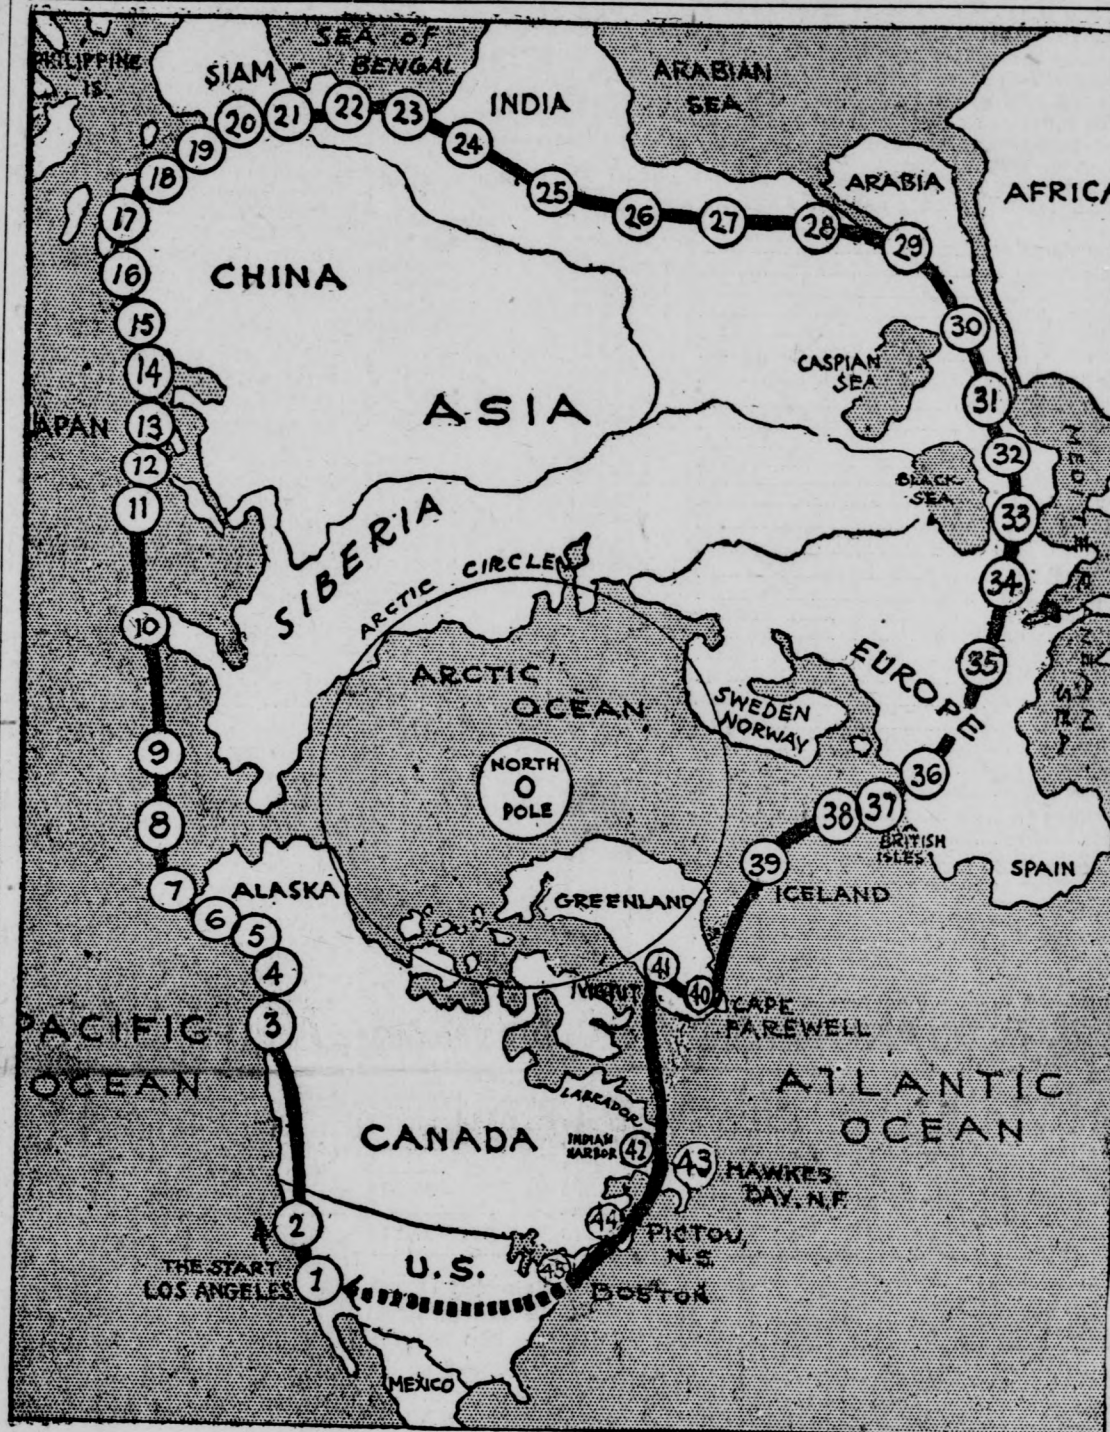 PHILIPPINE
IS.
SIAM
SEA OF
BENGAL
INDIA
ARABIAN
SEA
ARABIA
AFRICA
20
21
22
23
24
19
18
25
26
27
28
29
17
16
CHINA
15
30
14
CASPIAN
SEA
31
ASIA
JAPAN
13
12
32
MEDITERRANEAN
SEA
11
BLACK
SEA
33
SIBERIA
ARCTIC CIRCLE
34
10
35
EUROPE
ARCTIC
OCEAN
SWEDEN
NORWAY
9
NORTH
POLE
36
8
38
37
BRITISH
ISLES
39
ICELAND
SPAIN
7
ALASKA
GREENLAND
6
5
4
41
IVIGTUT
40
CAPE
FAREWELL
3
PACIFIC
OCEAN
ATLANTIC
OCEAN
LABRADOR
CANADA
INDIAN
HARBOR
42
43
HAWKES
BAY, N.F.
2
44
PICTOU,
N.S.
THE START
LOS ANGELES
1
U.S.
45
BOSTON
MEXICO